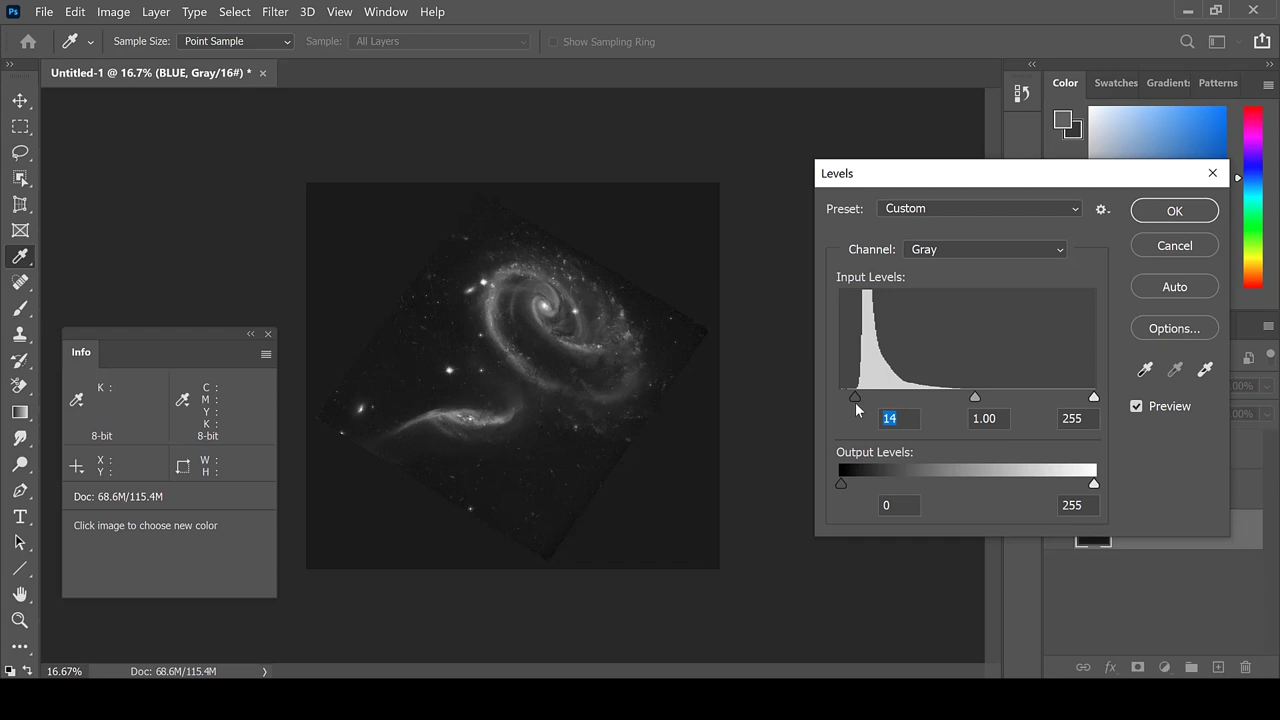 Ps File Edit Image Layer Type Select Filter 3D View Window Help
Sample Size: Point Sample Sample: All Layers Show Sampling Ring
Untitled-1 @ 16.7% (BLUE, Gray/16#) * ×
Color Swatches Gradients Patterns
Levels
Preset: Custom
OK
Channel: Gray
Cancel
Input Levels:
Auto
Options...
Preview
14 1.00 255
Output Levels:
0 255
Info
K :
8-bit
C :
M :
Y :
K :
8-bit
X :
Y :
W :
H :
Doc: 68.6M/115.4M
Click image to choose new color
16.67% Doc: 68.6M/115.4M
fx
T